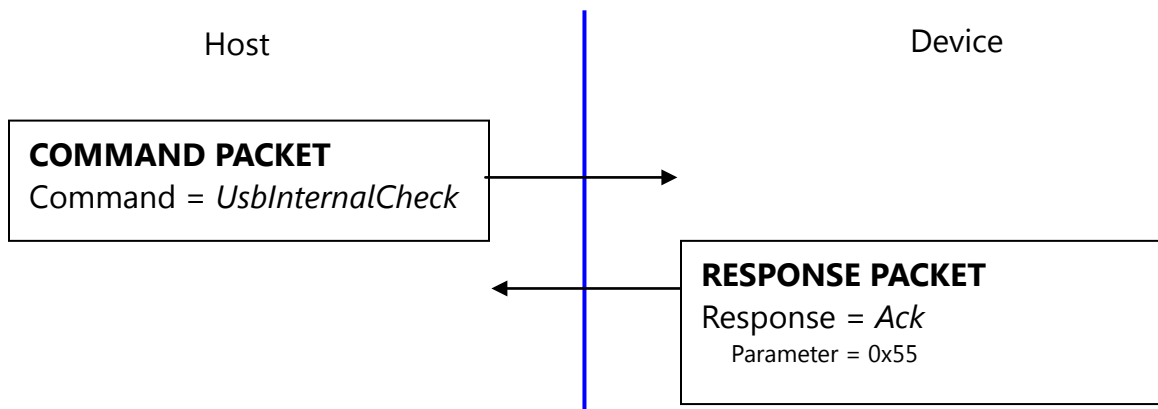 Host
Device
COMMAND PACKET
Command = UsbInternalCheck
RESPONSE PACKET
Response = Ack
Parameter = 0x55